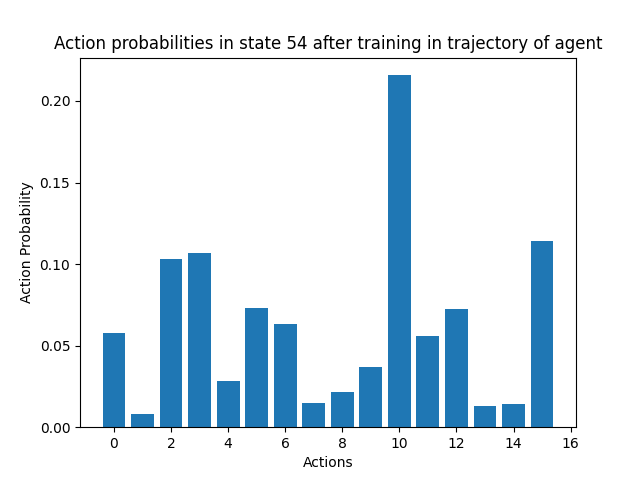 Action probabilities in state 54 after training in trajectory of agent
0.20
0.15
0.10
0.05
0.00
Action Probability
0 2 4 6 8 10 12 14 16
Actions